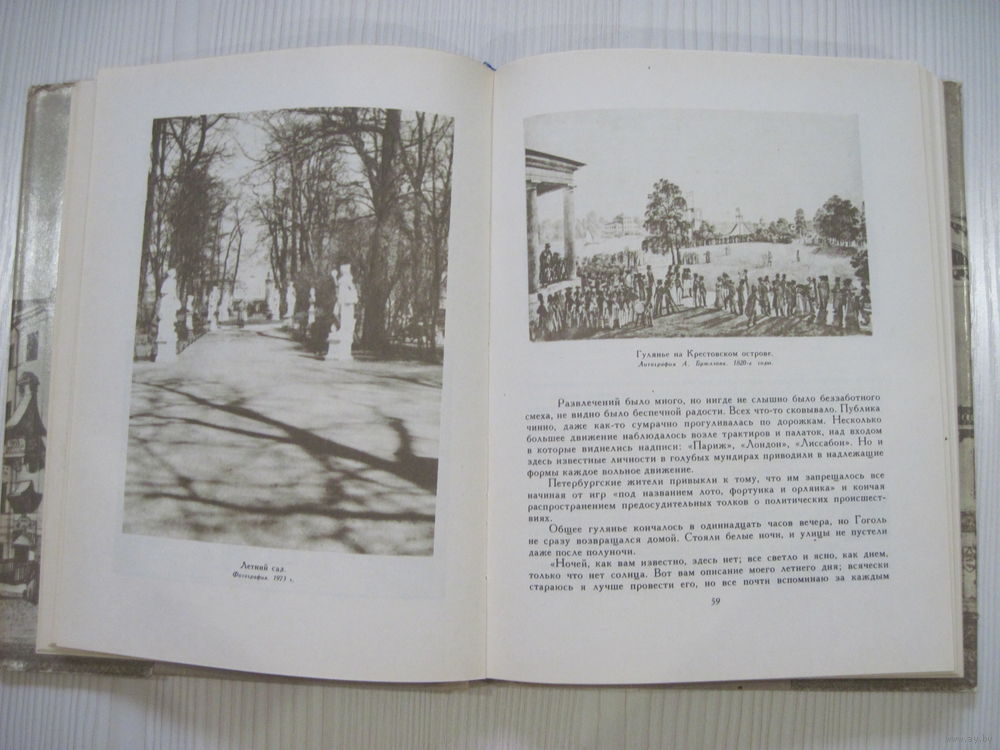 Летний сад.
Фотография. 1973 г.
Гулянье на Крестовском острове.
Литография А. Брюллова. 1820-е годы.
Развлечений было много, но нигде не слышно было беззаботного
смеха, не видно было беспечной радости. Всех что-то сковывало. Публика
чинно, даже как-то сумрачно прогуливалась по дорожкам. Несколько
большее движение наблюдалось возле трактиров и палаток, над входом
в которые виднелись надписи: «Париж», «Лондон», «Лиссабон». Но и
здесь известные личности в голубых мундирах приводили в надлежащие
формы каждое вольное движение.
Петербургские жители привыкли к тому, что им запрещалось все
начиная от игр «под названием лото, фортунка и орлянка» и кончая
распространением предосудительных толков о политических происшест-
виях.
Общее гулянье кончалось в одиннадцать часов вечера, но Гоголь
не сразу возвращался домой. Стояли белые ночи, и улицы не пустели
даже после полуночи.
«Ночей, как вам известно, здесь нет; все светло и ясно, как днем,
только что нет солнца. Вот вам описание моего летнего дня; всячески
стараюсь я лучше провести его, но все почти вспоминаю за каждым
59
www.ay.by